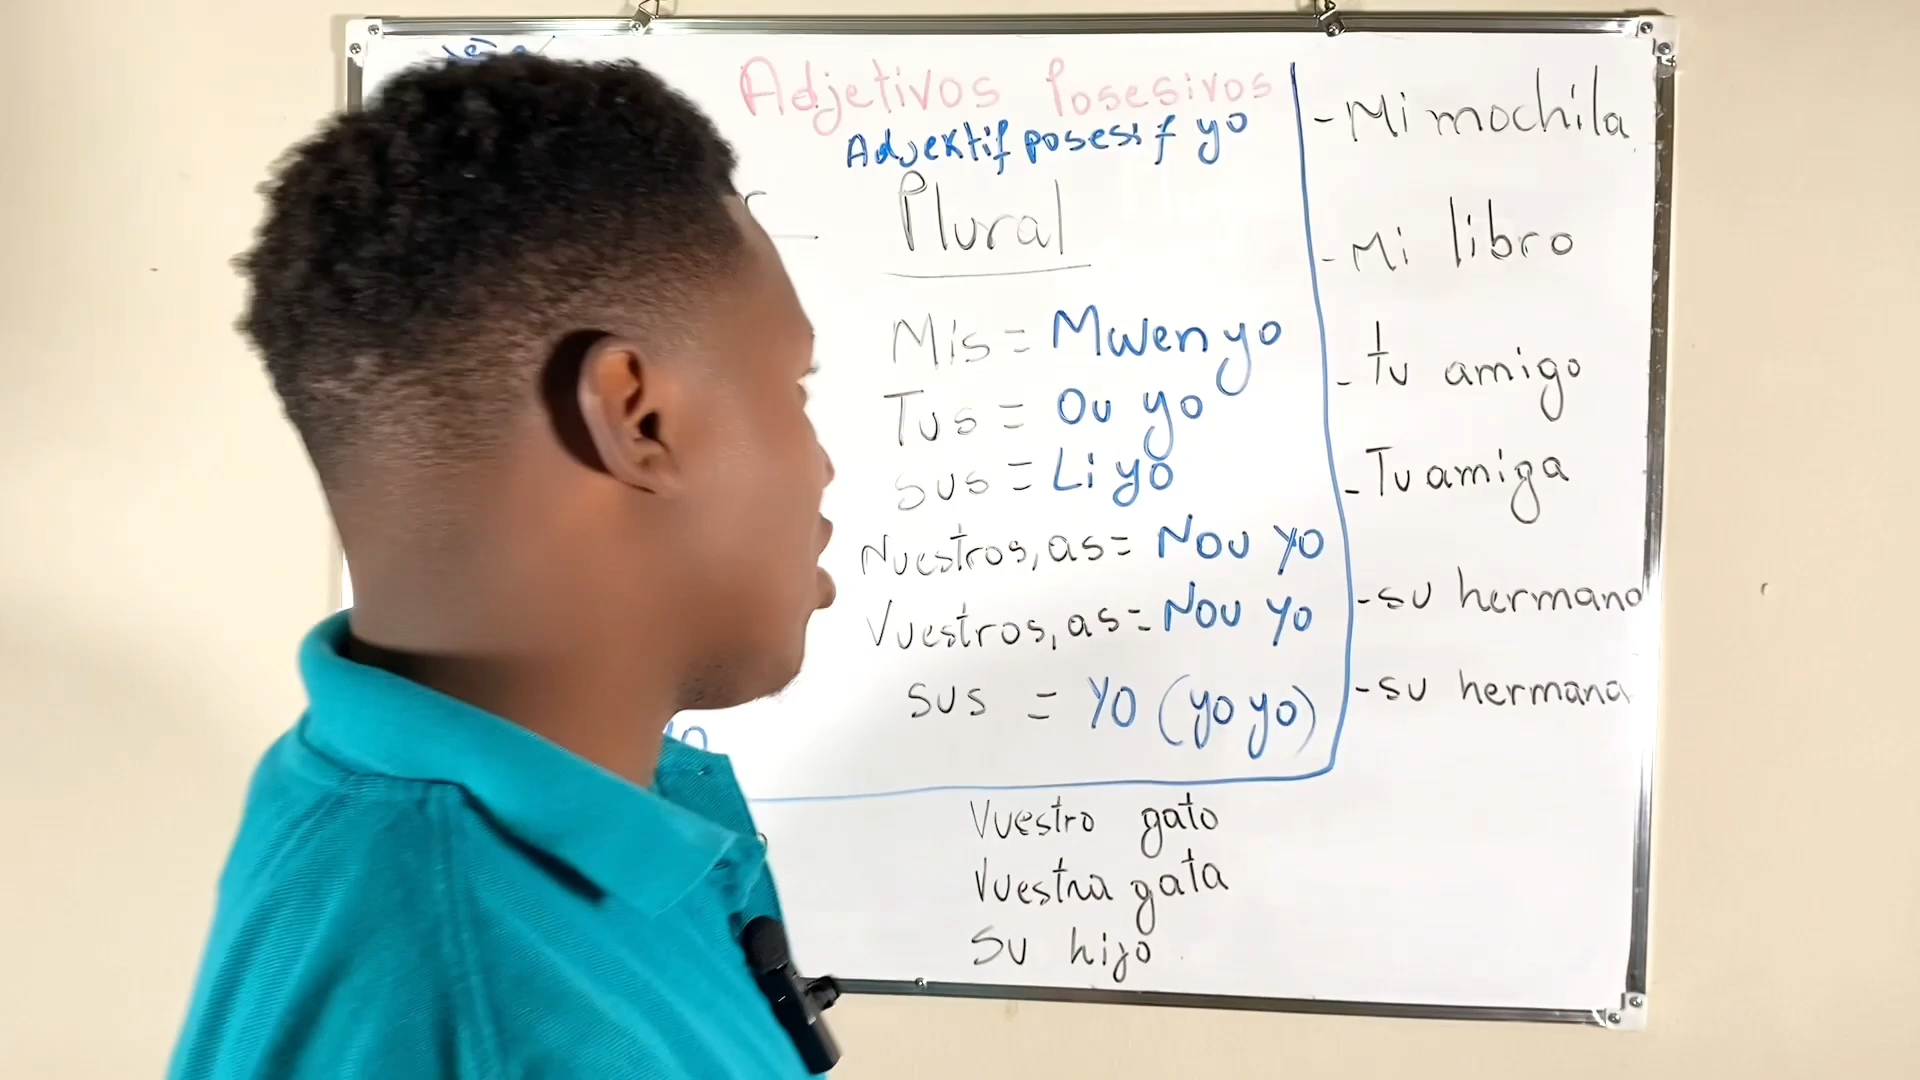 Adjetivos Posesivos
Adjektif posesif yo
Plural
Mis = Mwen yo
Tus = Ou yo
sus = Li yo
Nuestros, as = Nou yo
Vuestros, as = Nou yo
sus = yo (yo yo)
Vuestro gato
Vuestra gata
Su hijo
- Mi mochila
- Mi libro
- Tu amigo
- Tu amiga
- su hermano
- su hermana